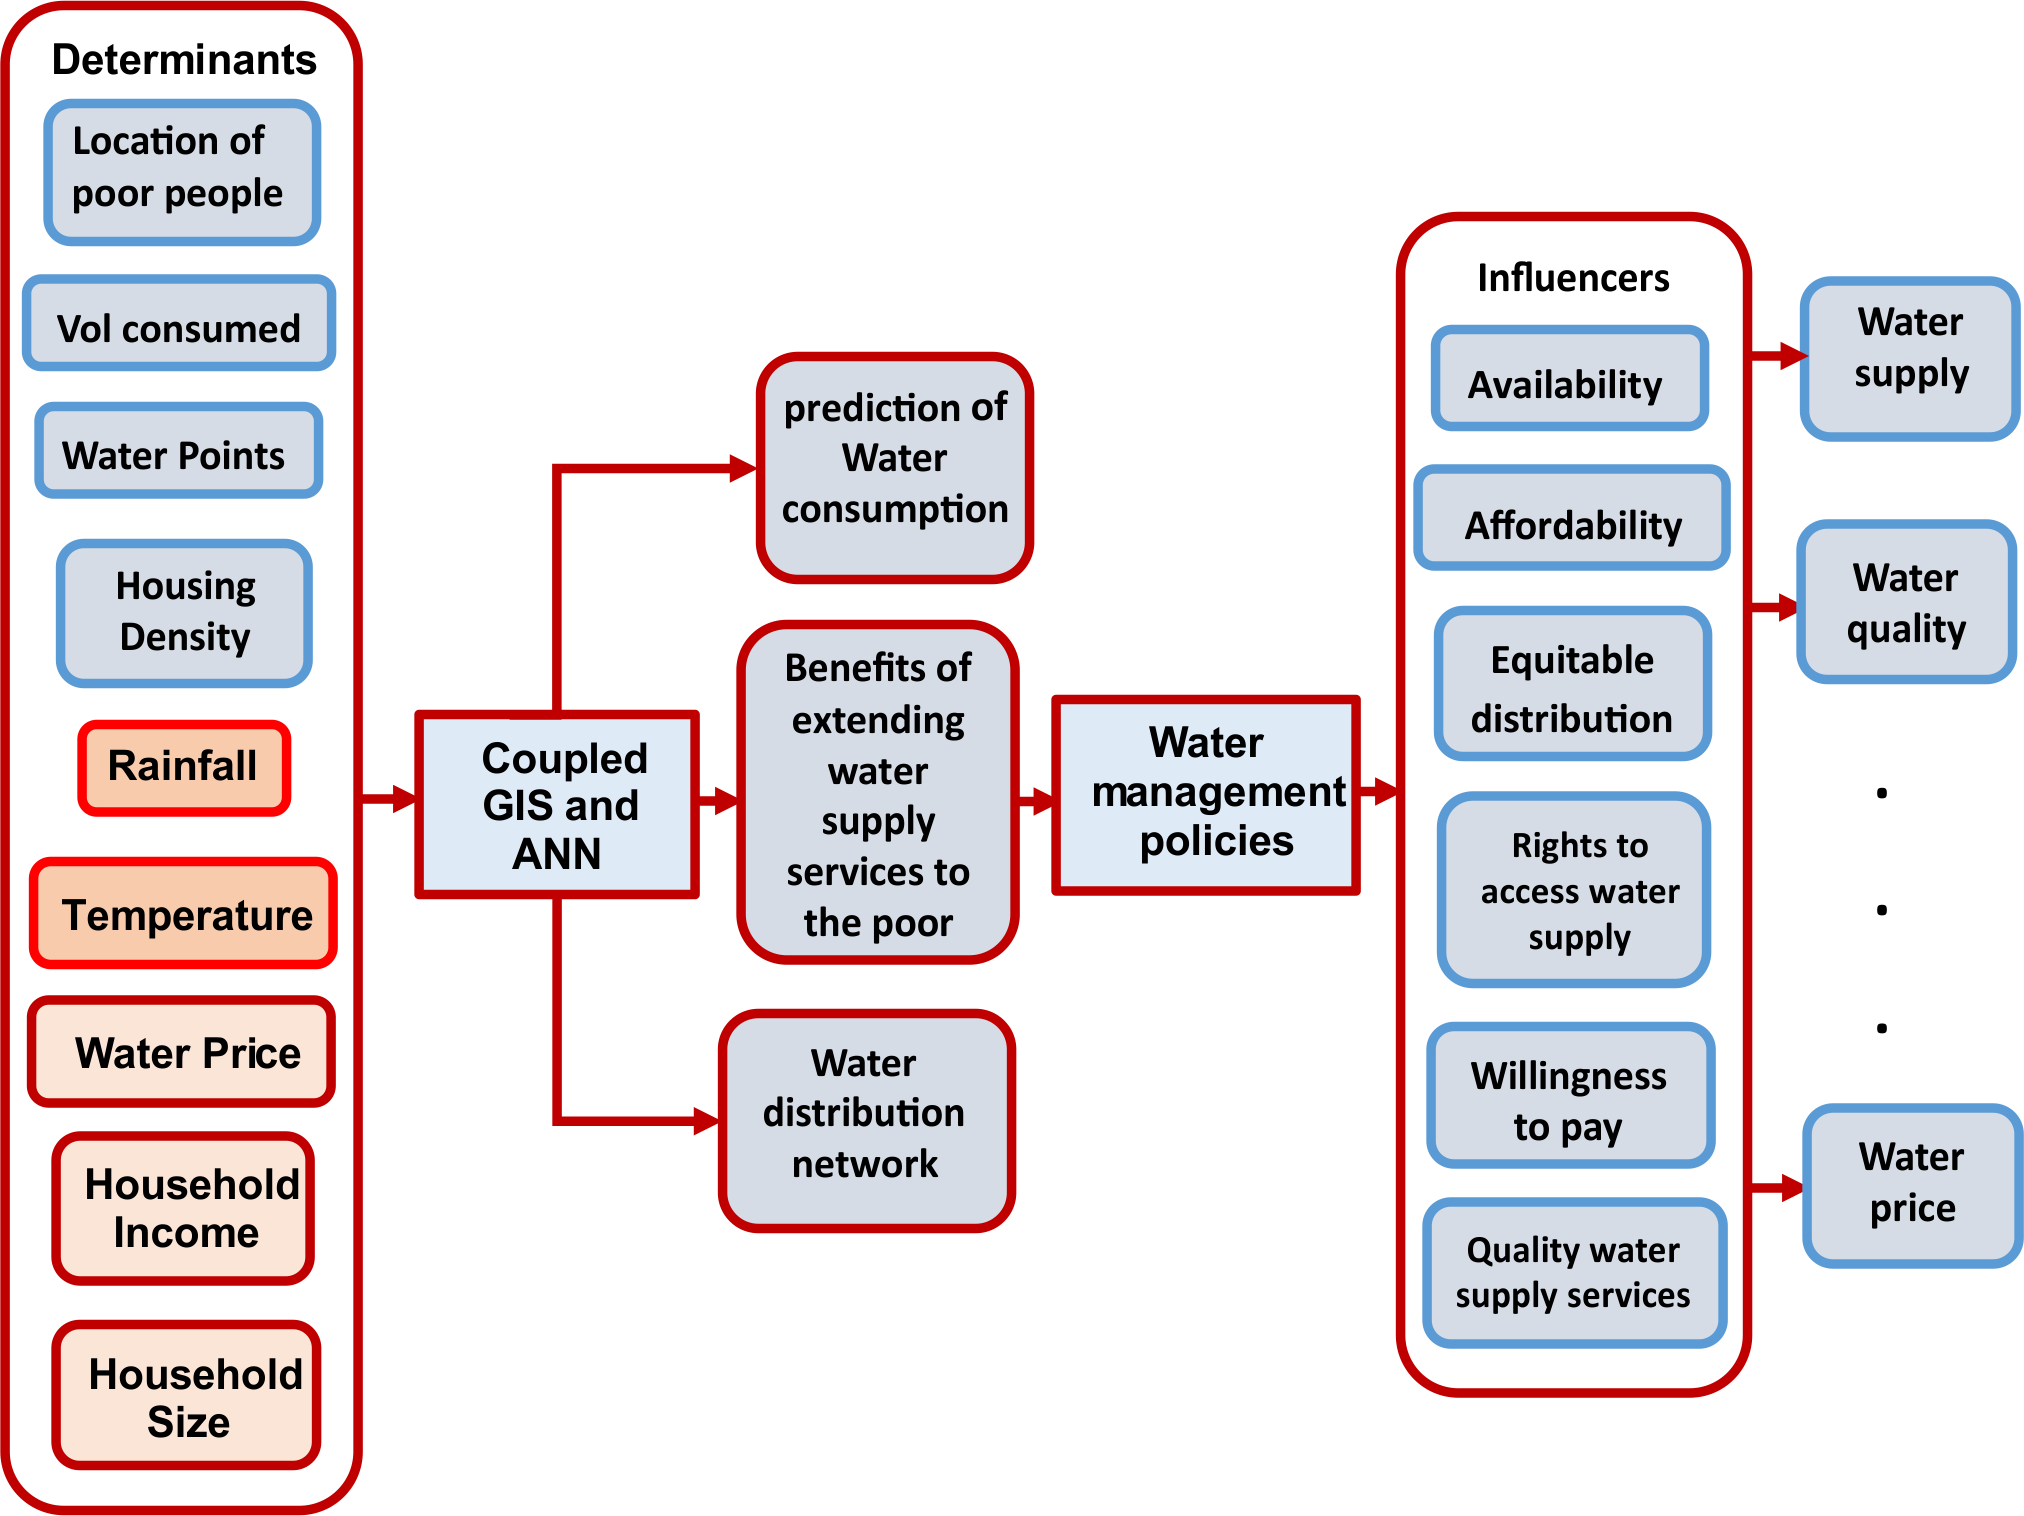 Determinants
Location of
poor people
Vol consumed
Water Points
Housing
Density
Rainfall
Temperature
Water Price
Household
Income
Household
Size
Coupled
GIS and
ANN
prediction of
Water
consumption
Benefits of
extending
water
supply
services to
the poor
Water
distribution
network
Water
management
policies
Influencers
Availability
Affordability
Equitable
distribution
Rights to
access water
supply
Willingness
to pay
Quality water
supply services
Water
supply
Water
quality
.
.
.
Water
price